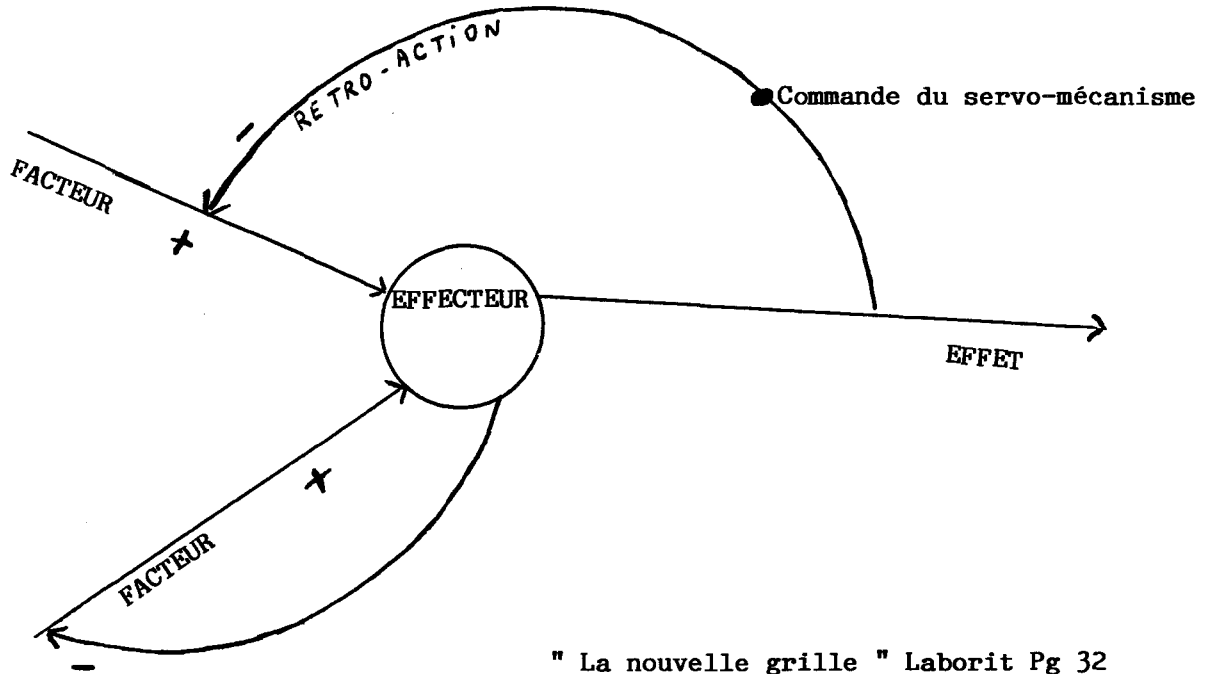 RETRO-ACTION
-
Commande du servo-mécanisme
FACTEUR
+
EFFECTEUR
EFFET
+
FACTEUR
-
" La nouvelle grille " Laborit Pg 32